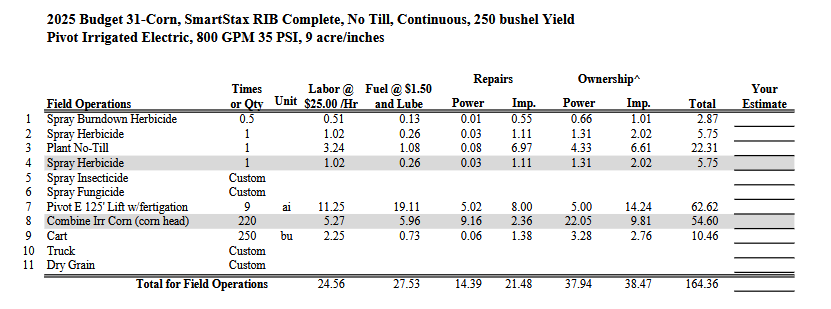 2025 Budget 31-Corn, SmartStax RIB Complete, No Till, Continuous, 250 bushel Yield
Pivot Irrigated Electric, 800 GPM 35 PSI, 9 acre/inches
Repairs Ownership^
Times Labor @ Fuel @ $1.50 Your
Field Operations or Qty Unit $25.00 /Hr and Lube Power Imp. Power Imp. Total Estimate
1 Spray Burndown Herbicide 0.5 0.51 0.13 0.01 0.55 0.66 1.01 2.87
2 Spray Herbicide 1 1.02 0.26 0.03 1.11 1.31 2.02 5.75
3 Plant No-Till 1 3.24 1.08 0.08 6.97 4.33 6.61 22.31
4 Spray Herbicide 1 1.02 0.26 0.03 1.11 1.31 2.02 5.75
5 Spray Insecticide Custom
6 Spray Fungicide Custom
7 Pivot E 125' Lift w/fertigation 9 ai 11.25 19.11 5.02 8.00 5.00 14.24 62.62
8 Combine Irr Corn (corn head) 220 5.27 5.96 9.16 2.36 22.05 9.81 54.60
9 Cart 250 bu 2.25 0.73 0.06 1.38 3.28 2.76 10.46
10 Truck Custom
11 Dry Grain Custom
Total for Field Operations 24.56 27.53 14.39 21.48 37.94 38.47 164.36